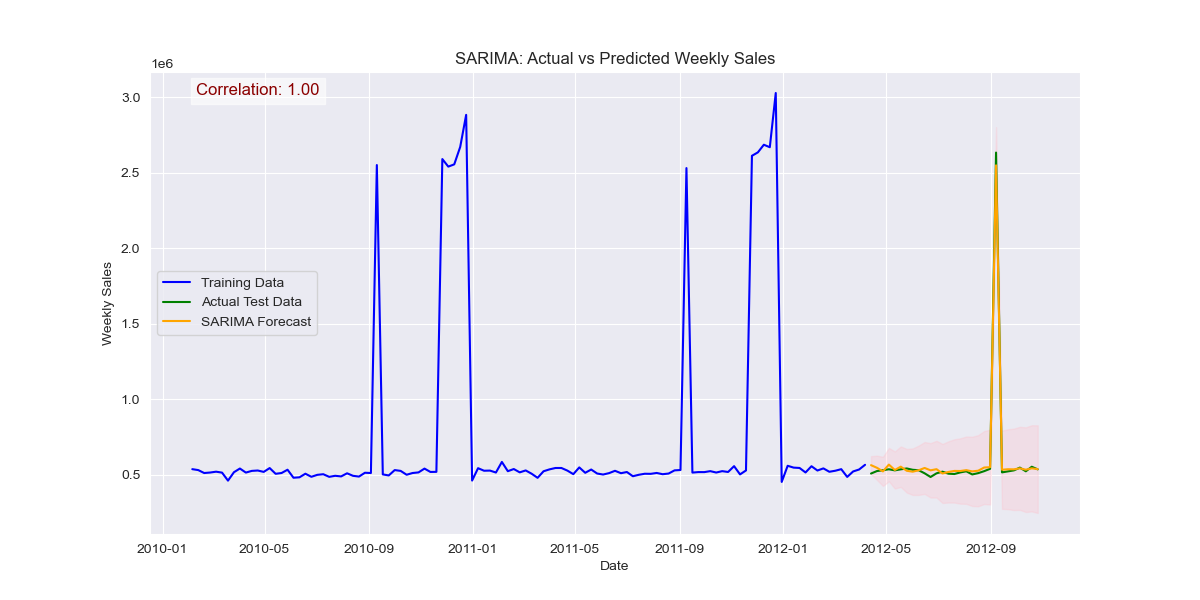 SARIMA: Actual vs Predicted Weekly Sales
1e6
Correlation: 1.00
3.0
2.5
2.0
1.5
1.0
0.5
Weekly Sales
Training Data
Actual Test Data
SARIMA Forecast
2010-01 2010-05 2010-09 2011-01 2011-05 2011-09 2012-01 2012-05 2012-09
Date